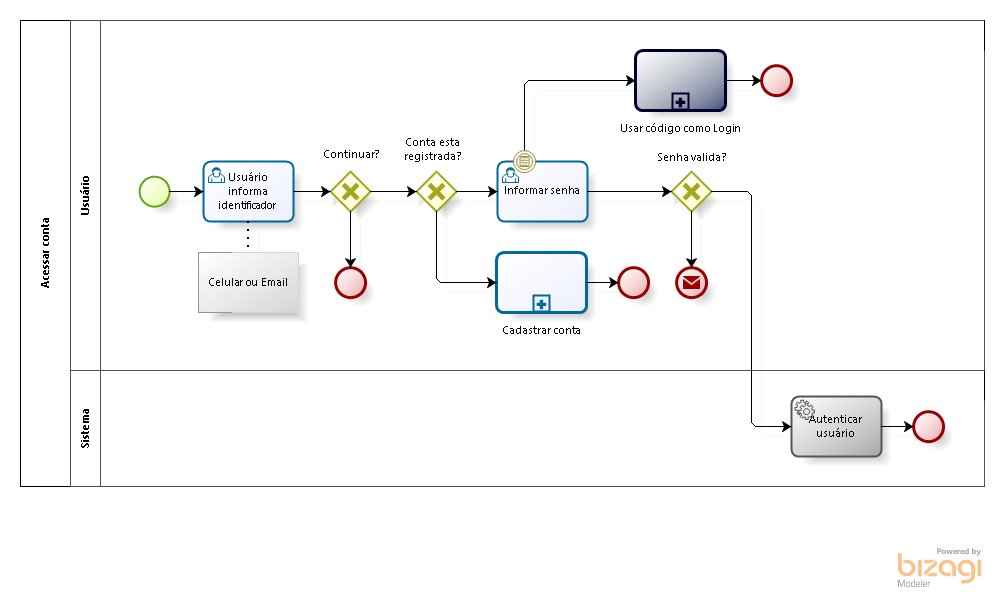 Acessar conta
Usuário
Usar código como Login
Continuar?
Conta esta
registrada?
Senha valida?
Usuário
informa
identificador
Informar senha
Celular ou Email
Cadastrar conta
Sistema
Autenticar
usuário
Powered by
bizagi
Modeler